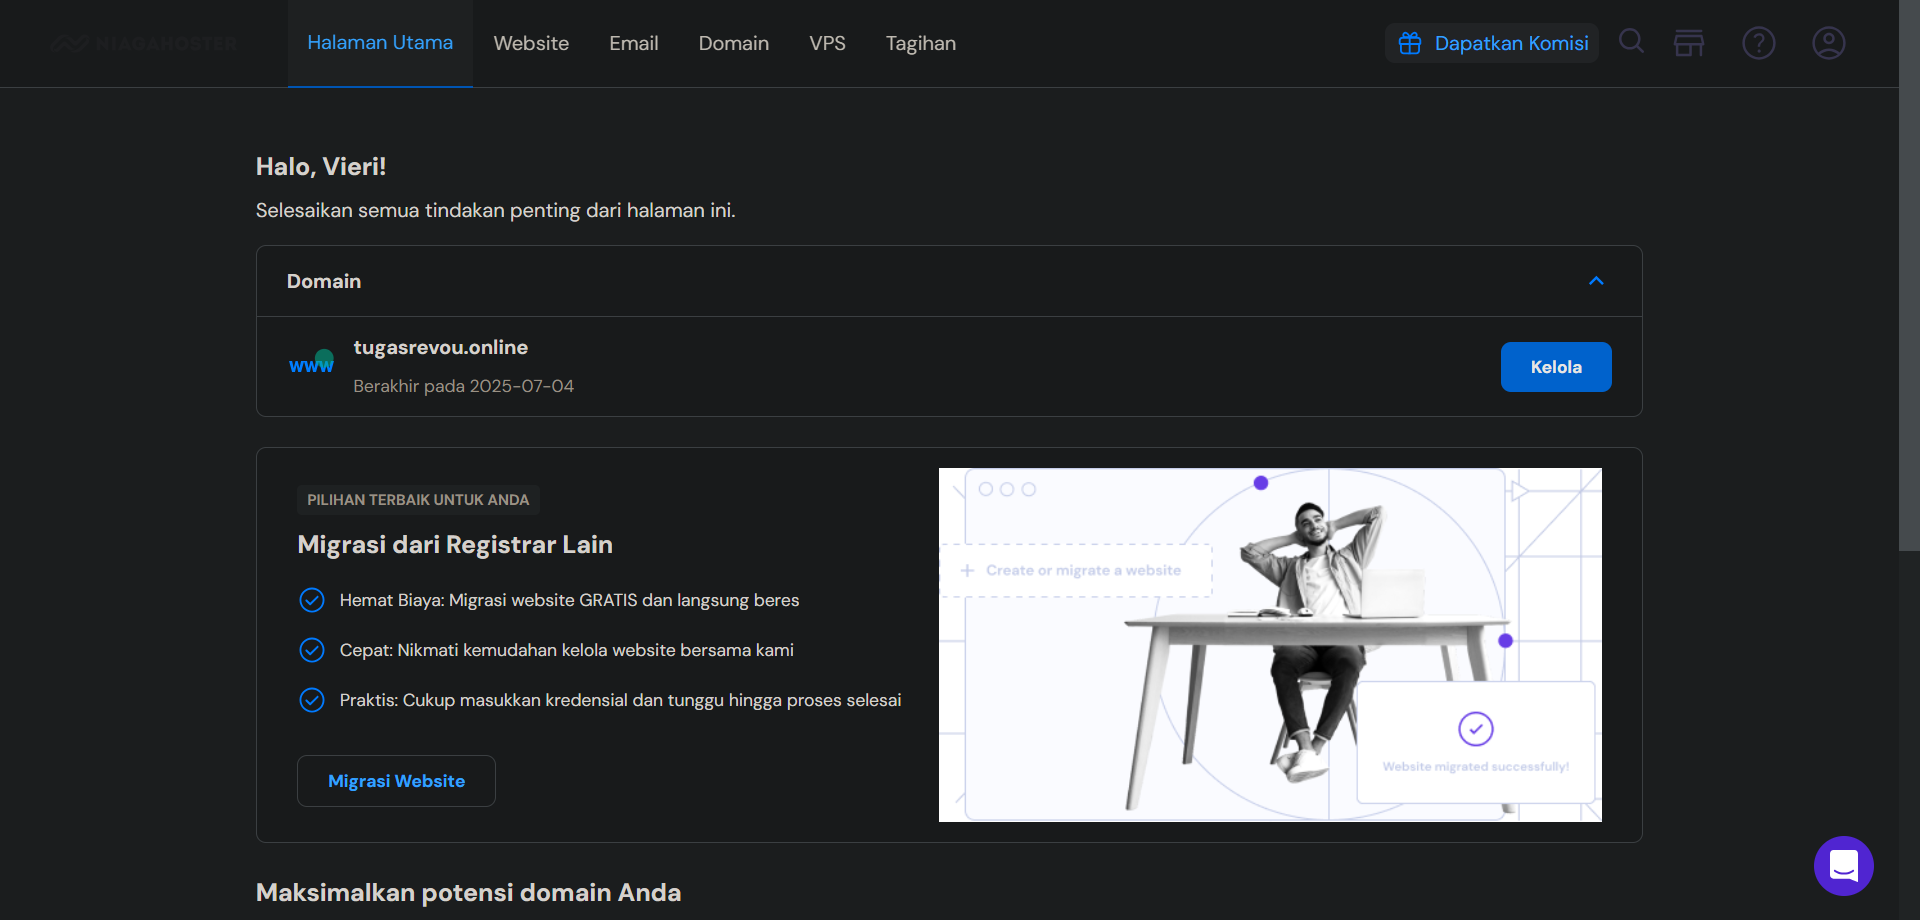 NIAGAHOSTER
Halaman Utama
Website
Email
Domain
VPS
Tagihan
Dapatkan Komisi
Halo, Vieri!
Selesaikan semua tindakan penting dari halaman ini.
Domain
www
tugasrevou.online
Berakhir pada 2025-07-04
Kelola
PILIHAN TERBAIK UNTUK ANDA
Migrasi dari Registrar Lain
Hemat Biaya: Migrasi website GRATIS dan langsung beres
Cepat: Nikmati kemudahan kelola website bersama kami
Praktis: Cukup masukkan kredensial dan tunggu hingga proses selesai
Migrasi Website
+ Create or migrate a website
Website migrated successfully!
Maksimalkan potensi domain Anda